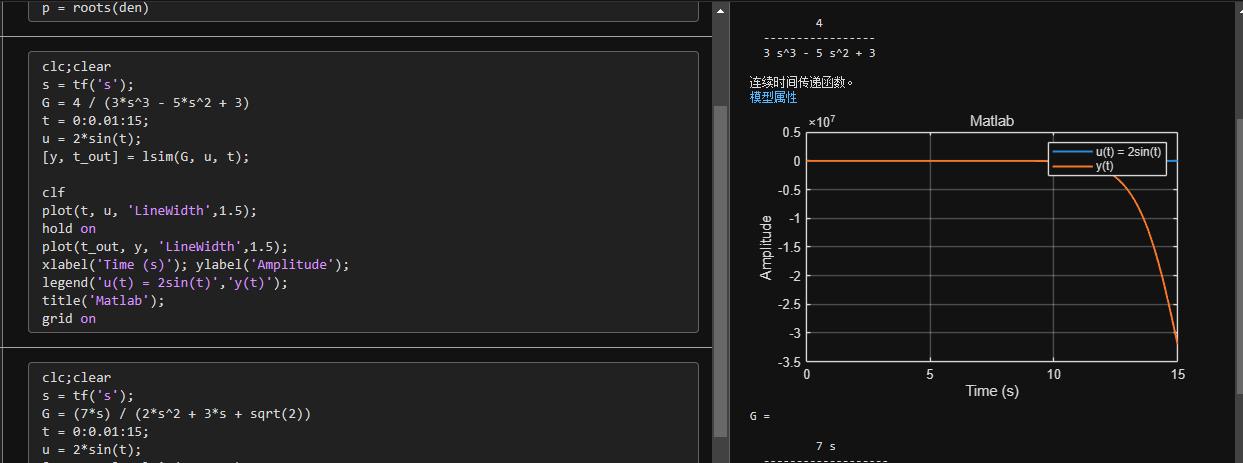 p = roots(den)
clc;clear
s = tf('s');
G = 4 / (3*s^3 - 5*s^2 + 3)
t = 0:0.01:15;
u = 2*sin(t);
[y, t_out] = lsim(G, u, t);
clf
plot(t, u, 'LineWidth',1.5);
hold on
plot(t_out, y, 'LineWidth',1.5);
xlabel('Time (s)'); ylabel('Amplitude');
legend('u(t) = 2sin(t)','y(t)');
title('Matlab');
grid on
clc;clear
s = tf('s');
G = (7*s) / (2*s^2 + 3*s + sqrt(2))
t = 0:0.01:15;
u = 2*sin(t);
4
-----------------
3 s^3 - 5 s^2 + 3
连续时间传递函数。
模型属性
×10^7
Matlab
u(t) = 2sin(t)
y(t)
0.5
0
-0.5
-1
-1.5
-2
-2.5
-3
-3.5
Amplitude
0 5 10 15
Time (s)
G =
7 s
-------------------